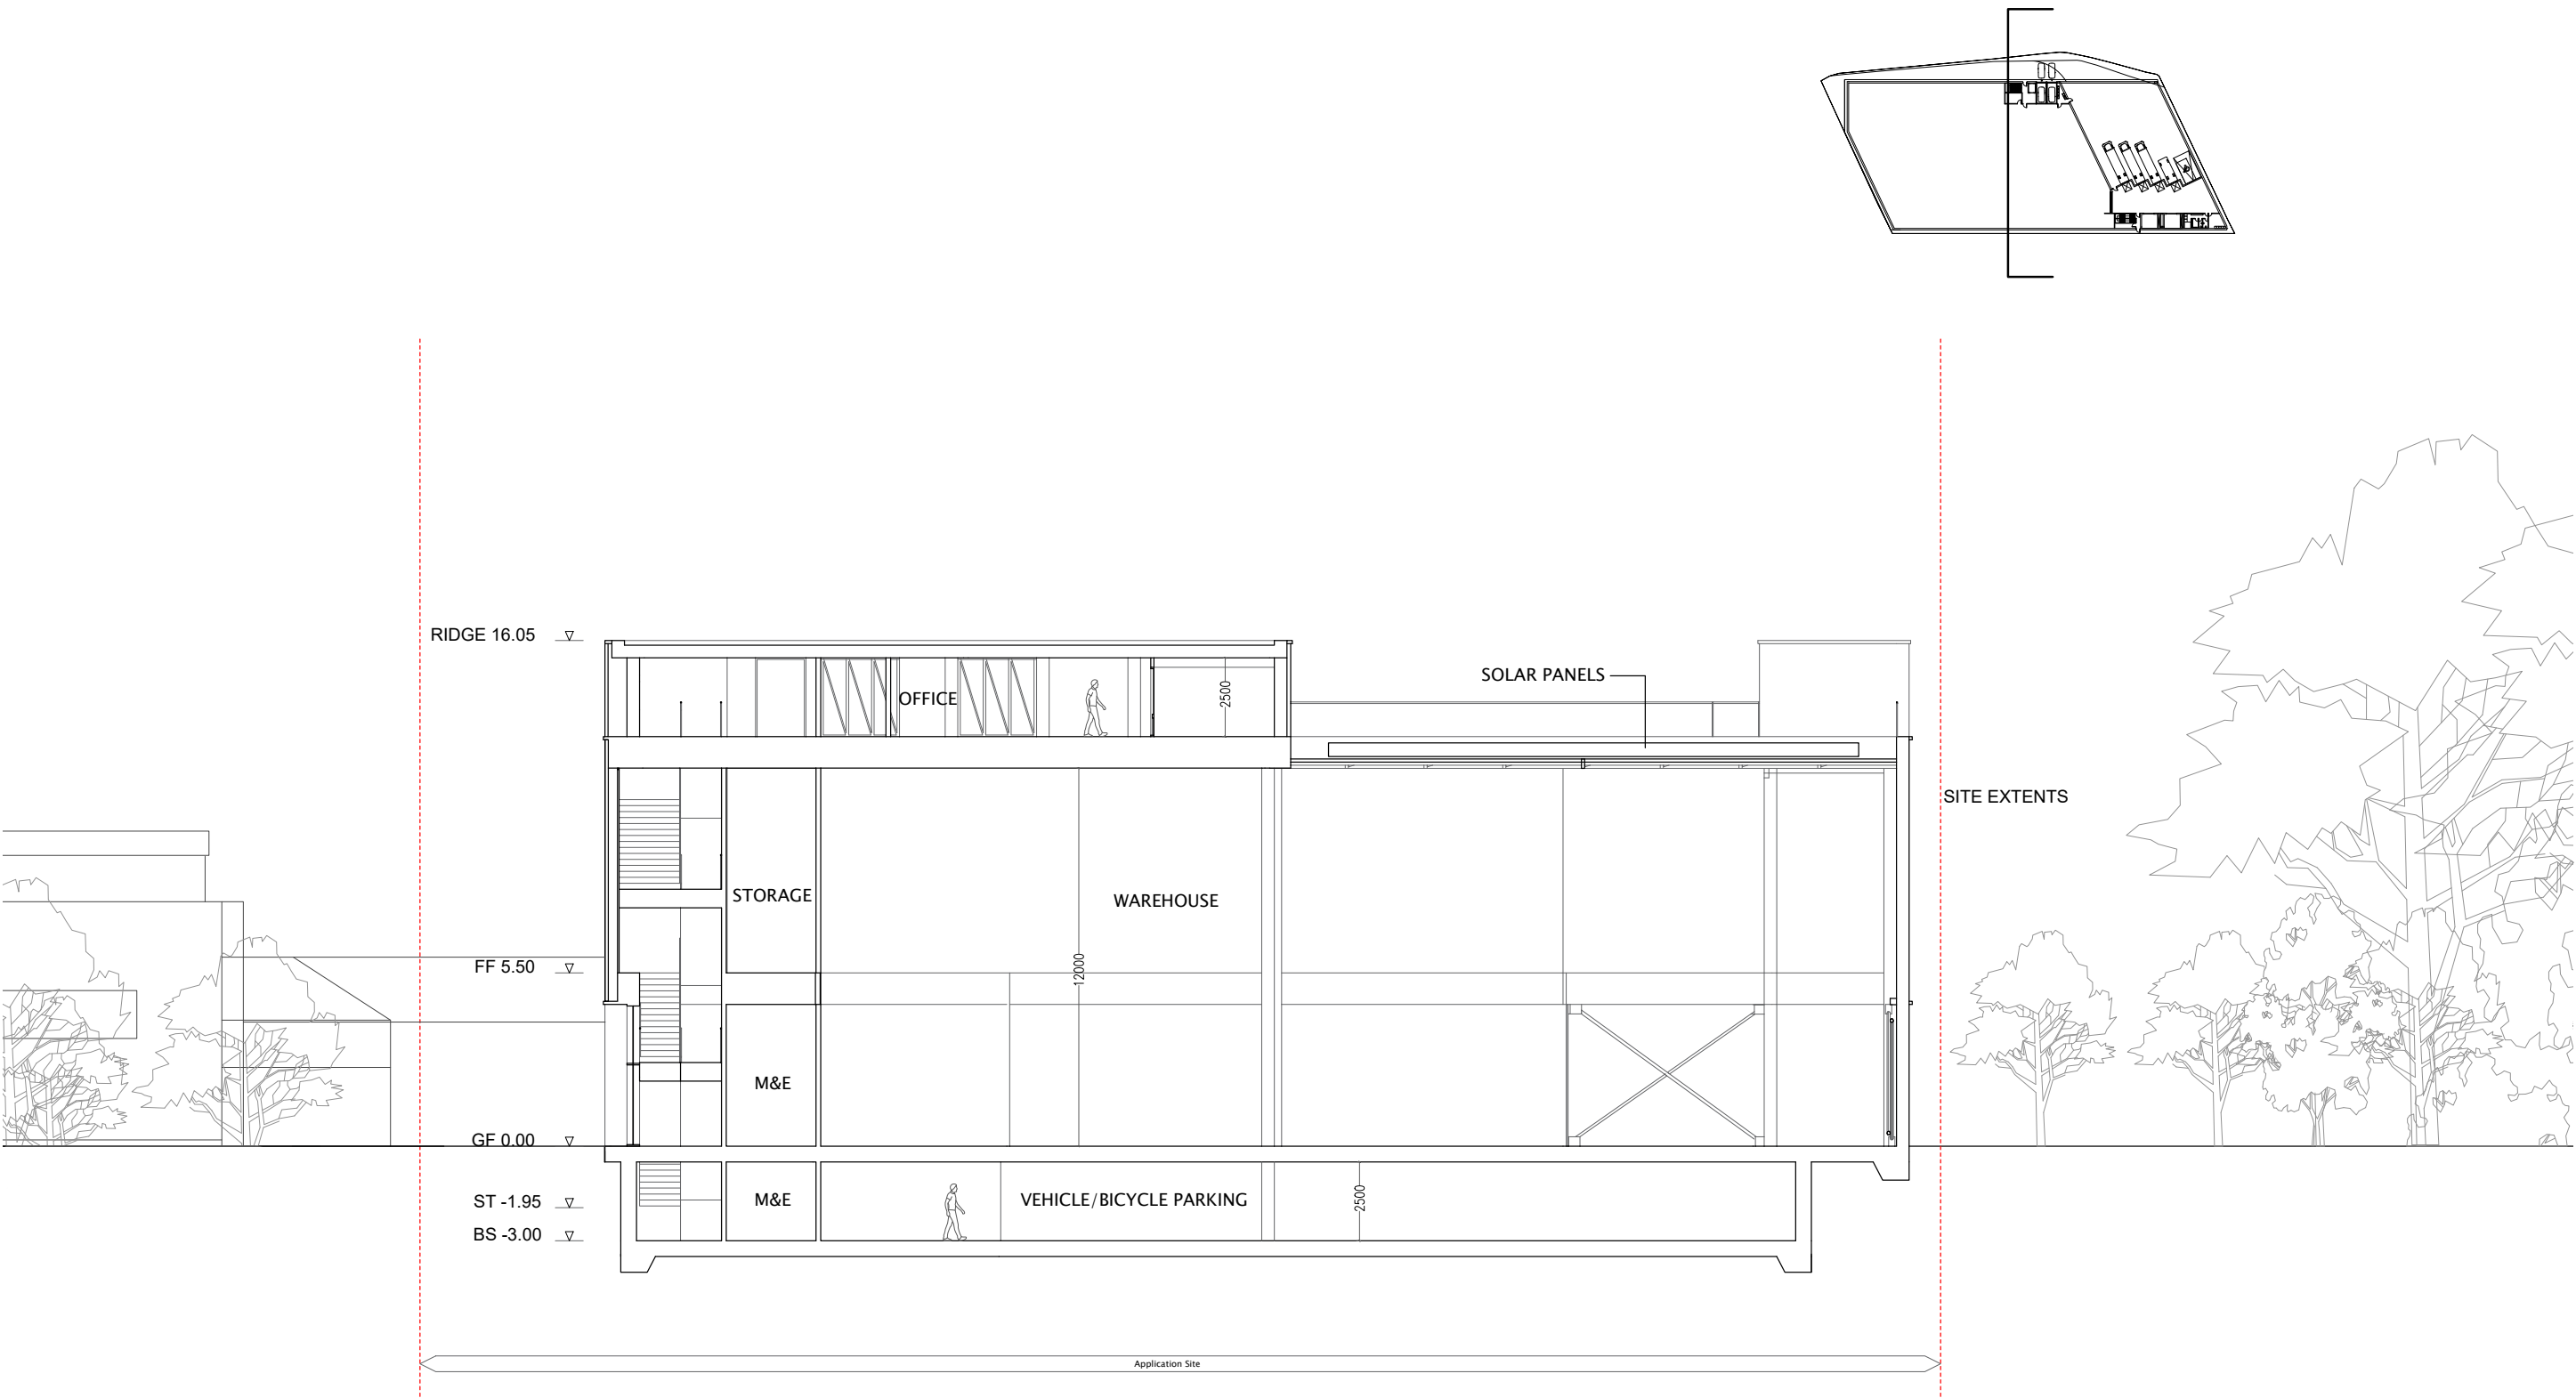 RIDGE 16.05
SOLAR PANELS
OFFICE
2500
SITE EXTENTS
STORAGE
WAREHOUSE
FF 5.50
12000
M&E
GF 0.00
ST -1.95
M&E
VEHICLE/BICYCLE PARKING
2500
BS -3.00
Application Site